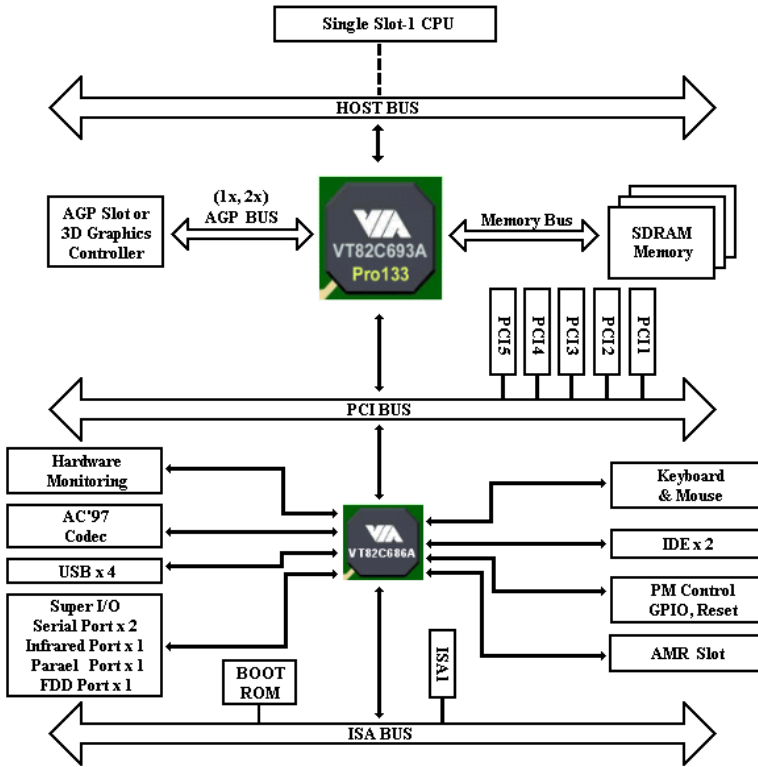 Single Slot-1 CPU
HOST BUS
(1x, 2x)
AGP BUS
AGP Slot or
3D Graphics
Controller
VIA
VT82C693A
Pro133
Memory Bus
SDRAM
Memory
PCI5
PCI4
PCI3
PCI2
PCI1
PCI BUS
Hardware
Monitoring
AC'97
Codec
USB x 4
Super I/O
Serial Port x 2
Infrared Port x 1
Parael Port x 1
FDD Port x 1
VIA
VT82C686A
Keyboard
& Mouse
IDE x 2
PM Control
GPIO, Reset
AMR Slot
BOOT
ROM
ISA1
ISA BUS